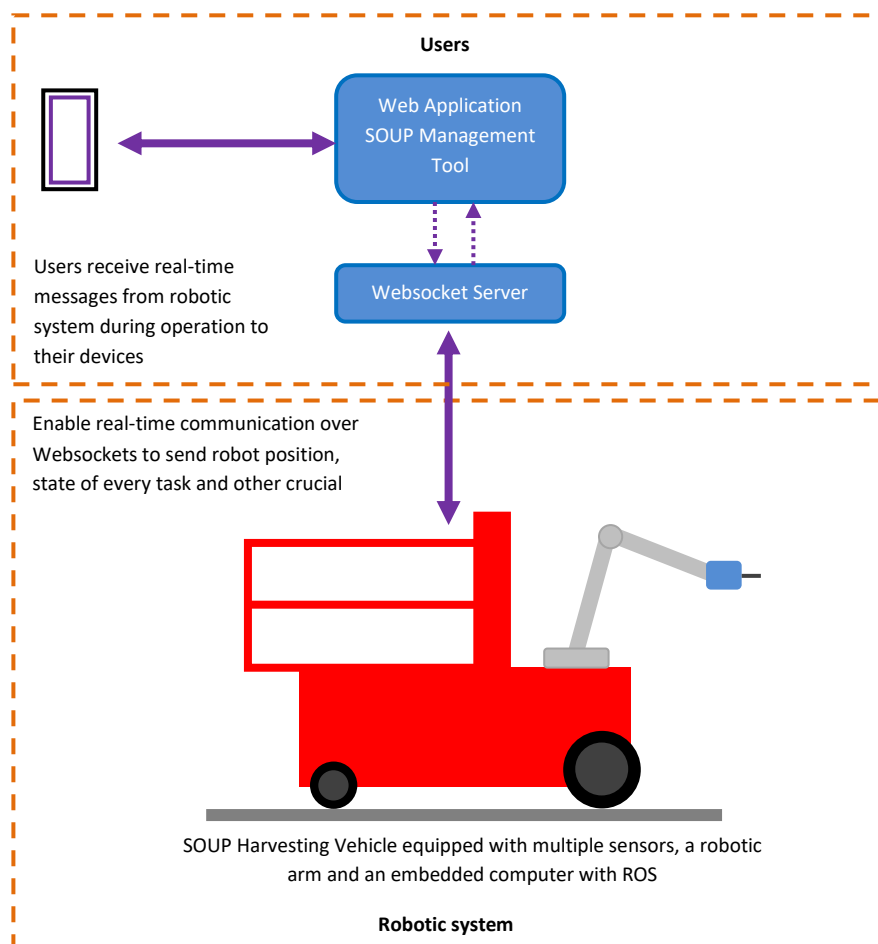 Users
Web Application
SOUP Management
Tool
Users receive real-time
messages from robotic
system during operation to
their devices
Websocket Server
Enable real-time communication over
Websockets to send robot position,
state of every task and other crucial
SOUP Harvesting Vehicle equipped with multiple sensors, a robotic
arm and an embedded computer with ROS
Robotic system